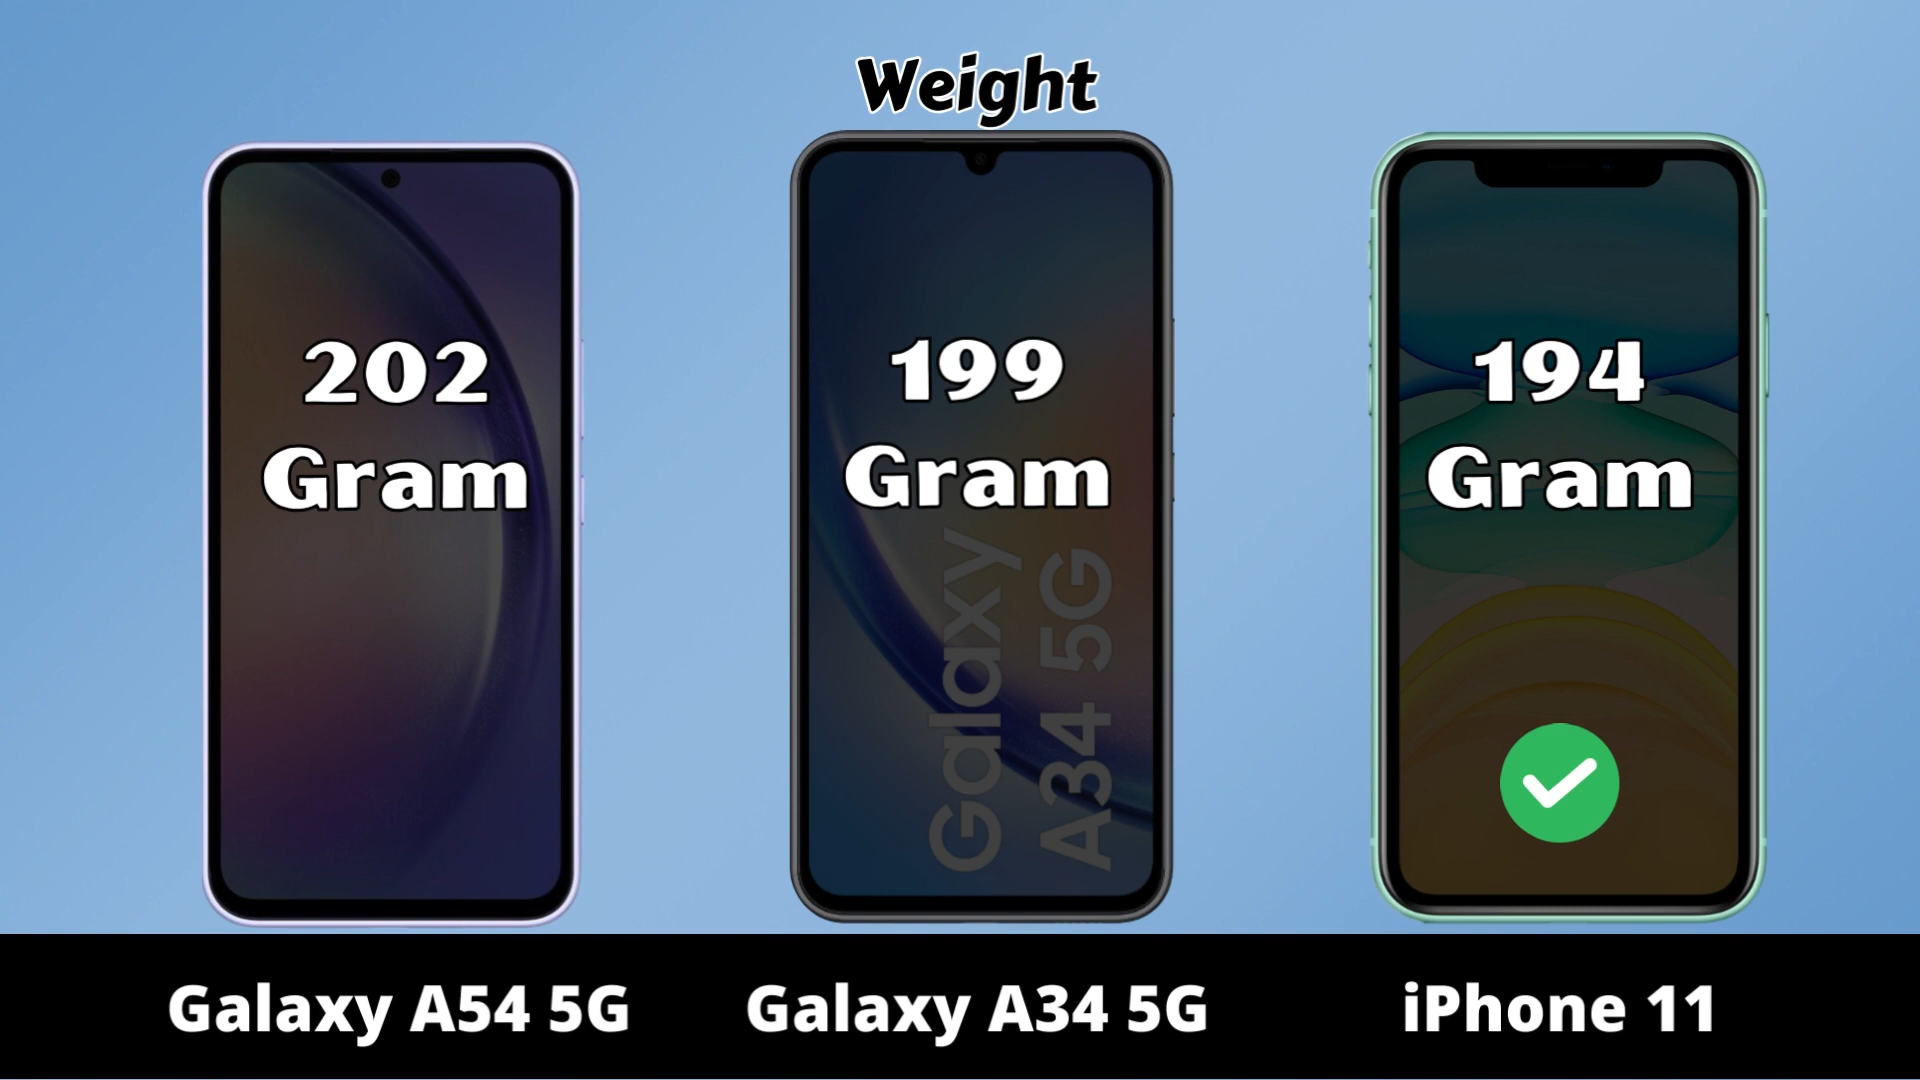 Weight
202
Gram
199
Gram
194
Gram
Galaxy
A34 5G
Galaxy A54 5G
Galaxy A34 5G
iPhone 11